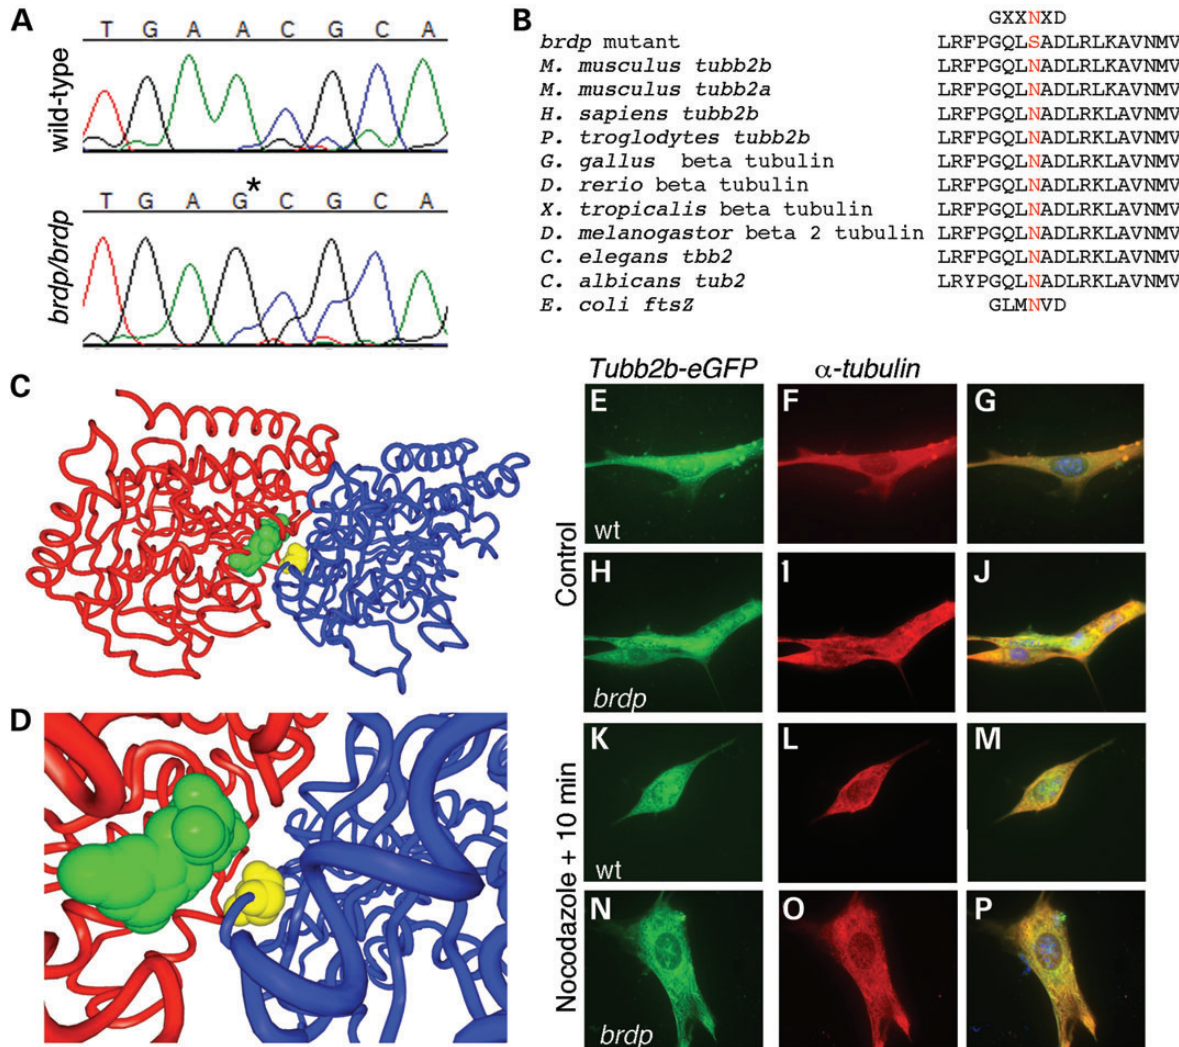 A
T G A A C G C A
wild-type
T G A G* C G C A
brdp/brdp
B
GXXNXD
brdp mutant LRFPGQLSADLRLKAVNMV
M. musculus tubb2b LRFPGQLNADLRKLAVNMV
M. musculus tubb2a LRFPGQLNADLRKLAVNMV
H. sapiens tubb2b LRFPGQLNADLRKLAVNMV
P. troglodytes tubb2b LRFPGQLNADLRKLAVNMV
G. gallus beta tubulin LRFPGQLNADLRKLAVNMV
D. rerio beta tubulin LRFPGQLNADLRKLAVNMV
X. tropicalis beta tubulin LRFPGQLNADLRKLAVNMV
D. melanogastor beta 2 tubulin LRFPGQLNADLRKLAVNMV
C. elegans tbb2 LRFPGQLNADLRKLAVNMV
C. albicans tub2 LRYPGQLNADLRKLAVNMV
E. coli ftsZ GLMNVD
C
D
Tubb2b-eGFP α-tubulin
Control
E F G
wt
H I J
brdp
Nocodazole + 10 min
K L M
wt
N O P
brdp